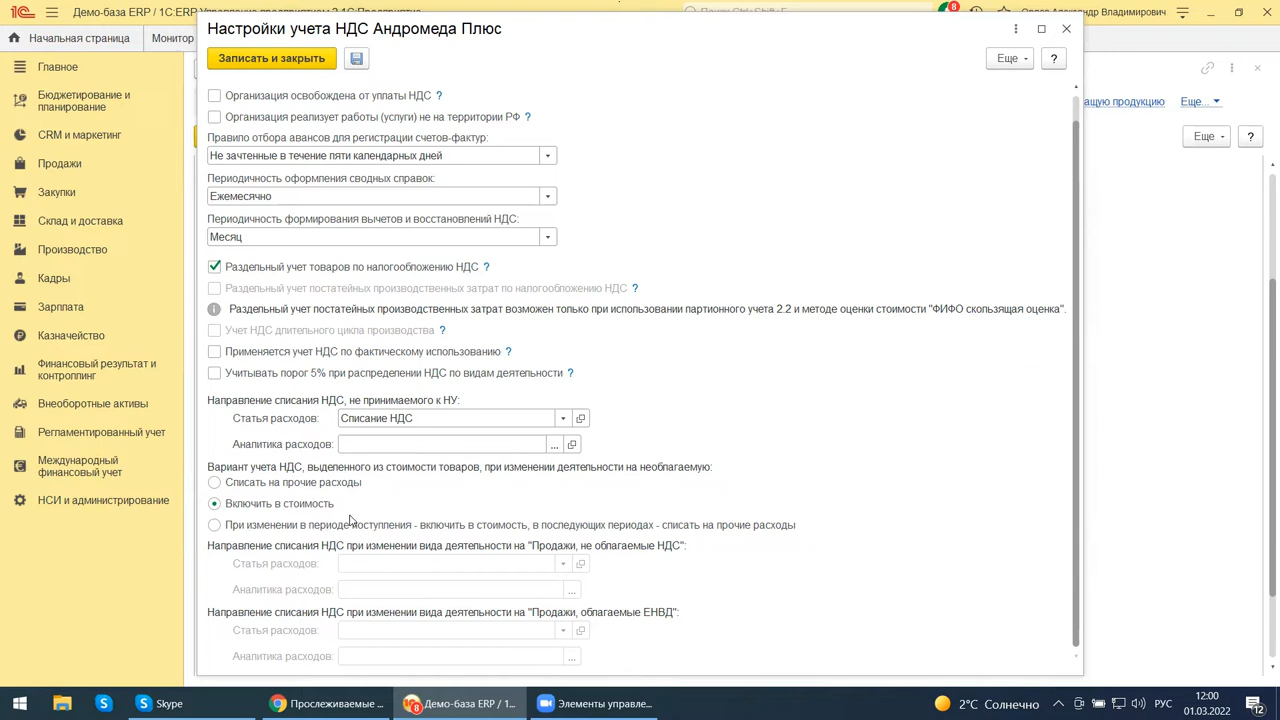 Демо-база ERP / 1С:ERP
Поиск Ctrl+Shift+F
8
Орлов Александр Владимирович
Начальная страница
Монитор
Главное
Бюджетирование и
планирование
CRM и маркетинг
Продажи
Закупки
Склад и доставка
Производство
Кадры
Зарплата
Казначейство
Финансовый результат и
контроллинг
Внеоборотные активы
Регламентированный учет
Международный
финансовый учет
НСИ и администрирование
Настройки учета НДС Андромеда Плюс
Записать и закрыть
Еще
?
Организация освобождена от уплаты НДС ?
Организация реализует работы (услуги) не на территории РФ ?
Правило отбора авансов для регистрации счетов-фактур:
Не зачтенные в течение пяти календарных дней
Периодичность оформления сводных справок:
Ежемесячно
Периодичность формирования вычетов и восстановлений НДС:
Месяц
Раздельный учет товаров по налогообложению НДС ?
Раздельный учет постатейных производственных затрат по налогообложению НДС ?
Раздельный учет постатейных производственных затрат возможен только при использовании партионного учета 2.2 и методе оценки стоимости "ФИФО скользящая оценка".
Учет НДС длительного цикла производства ?
Применяется учет НДС по фактическому использованию ?
Учитывать порог 5% при распределении НДС по видам деятельности ?
Направление списания НДС, не принимаемого к НУ:
Статья расходов: Списание НДС
Аналитика расходов: ...
Вариант учета НДС, выделенного из стоимости товаров, при изменении деятельности на необлагаемую:
Списать на прочие расходы
Включить в стоимость
При изменении в периоде поступления - включить в стоимость, в последующих периодах - списать на прочие расходы
Направление списания НДС при изменении вида деятельности на "Продажи, не облагаемые НДС":
Статья расходов:
Аналитика расходов: ...
Направление списания НДС при изменении вида деятельности на "Продажи, облагаемые ЕНВД":
Статья расходов:
Аналитика расходов: ...
ащую продукцию
Еще...
Еще
?
Skype
Прослеживаемые ...
8
Демо-база ERP / 1...
Элементы управле...
2°C Солнечно
РУС
12:00
01.03.2022
12